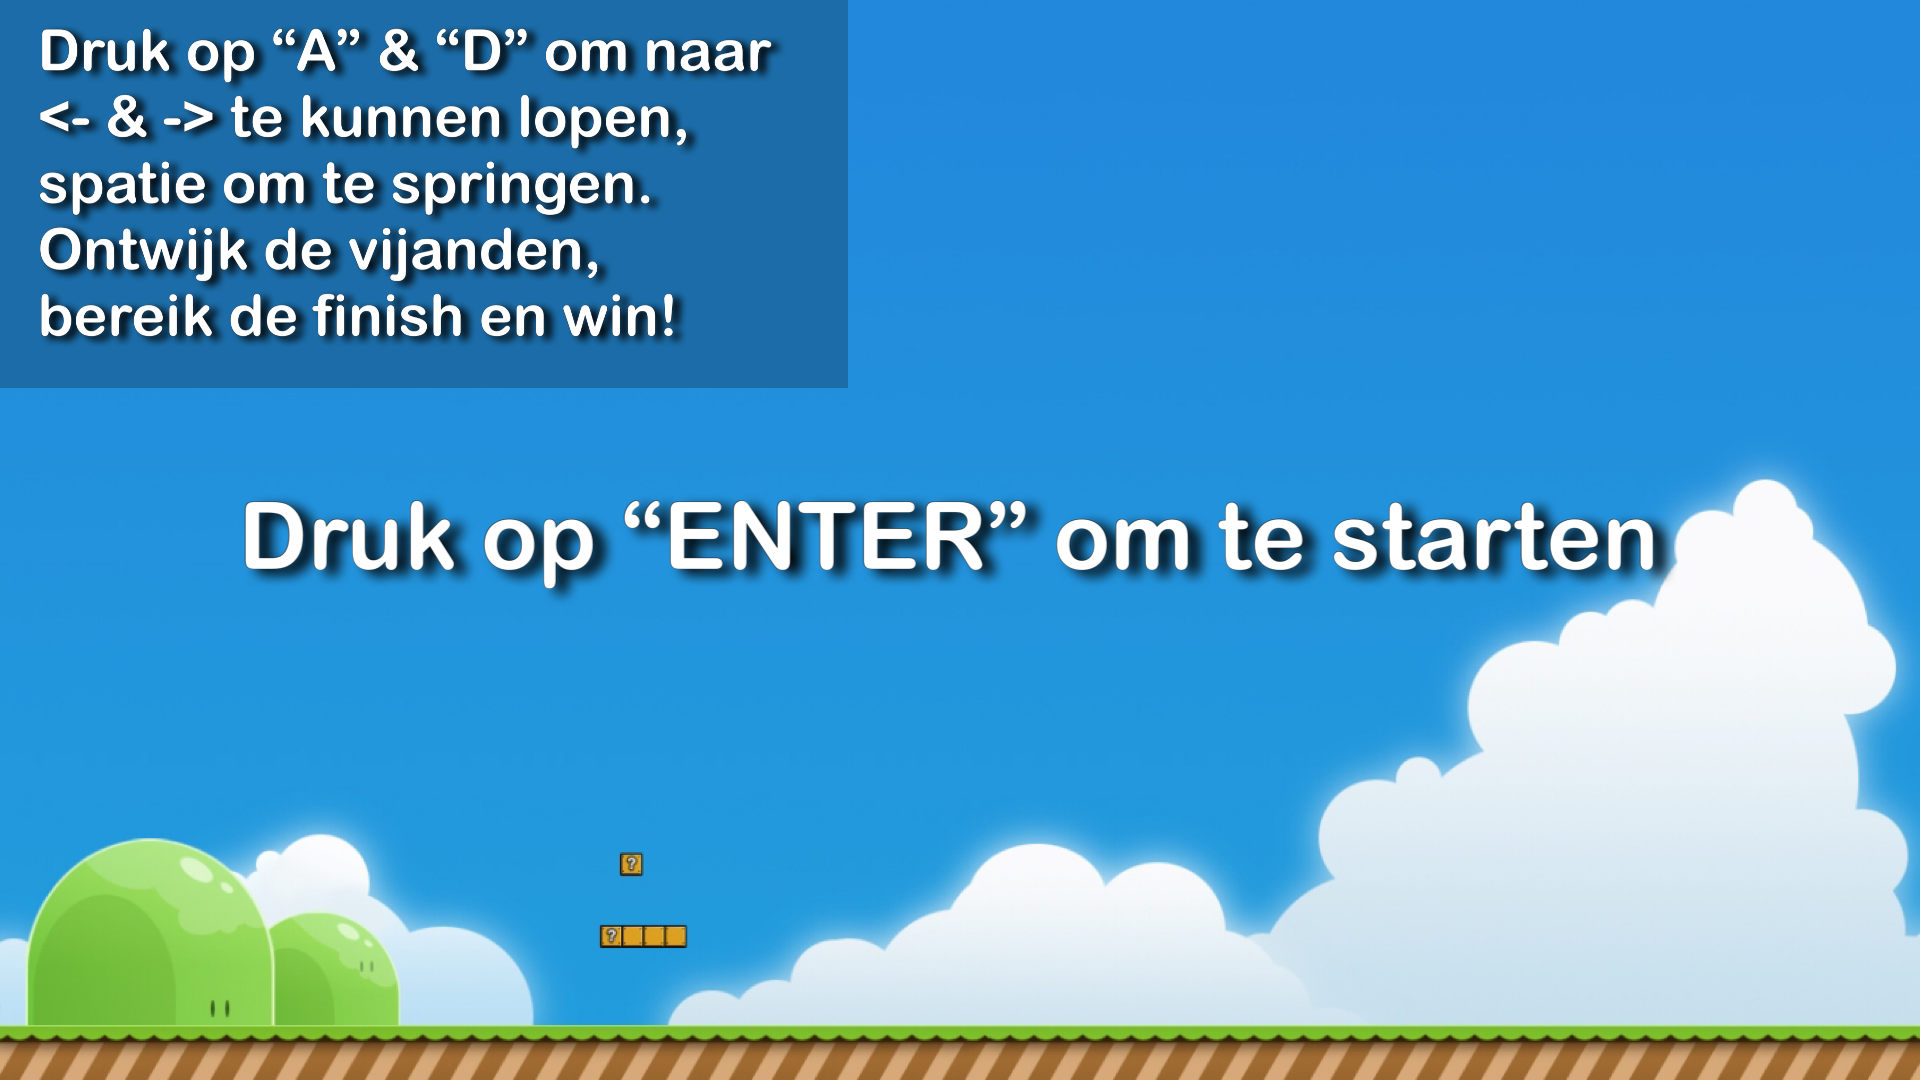 Druk op “A” & “D” om naar
<- & -> te kunnen lopen,
spatie om te springen.
Ontwijk de vijanden,
bereik de finish en win!
Druk op “ENTER” om te starten
?
?